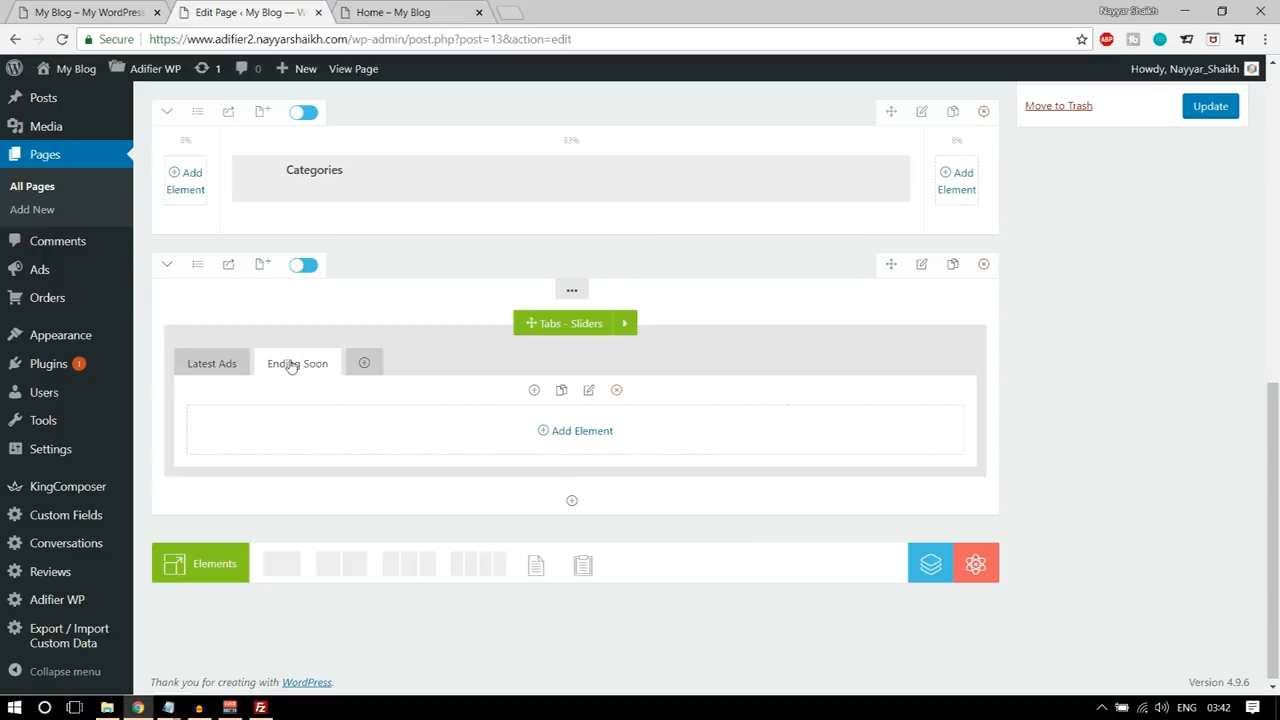 My Blog – My WordPress
Edit Page ‹ My Blog — W
Home – My Blog
Nayyar Shaikh
Secure
https://www.adifier2.nayyarshaikh.com/wp-admin/post.php?post=13&action=edit
My Blog
Adifier WP
1
0
New
View Page
Howdy, Nayyar_Shaikh
Posts
Media
Pages
All Pages
Add New
Comments
Ads
Orders
Appearance
Plugins 1
Users
Tools
Settings
KingComposer
Custom Fields
Conversations
Reviews
Adifier WP
Export / Import
Custom Data
Collapse menu
Move to Trash
Update
8%
83%
8%
Add
Element
Categories
Add
Element
Tabs - Sliders
Latest Ads
Ending Soon
Add Element
Elements
Thank you for creating with WordPress.
Version 4.9.6
ENG
03:42